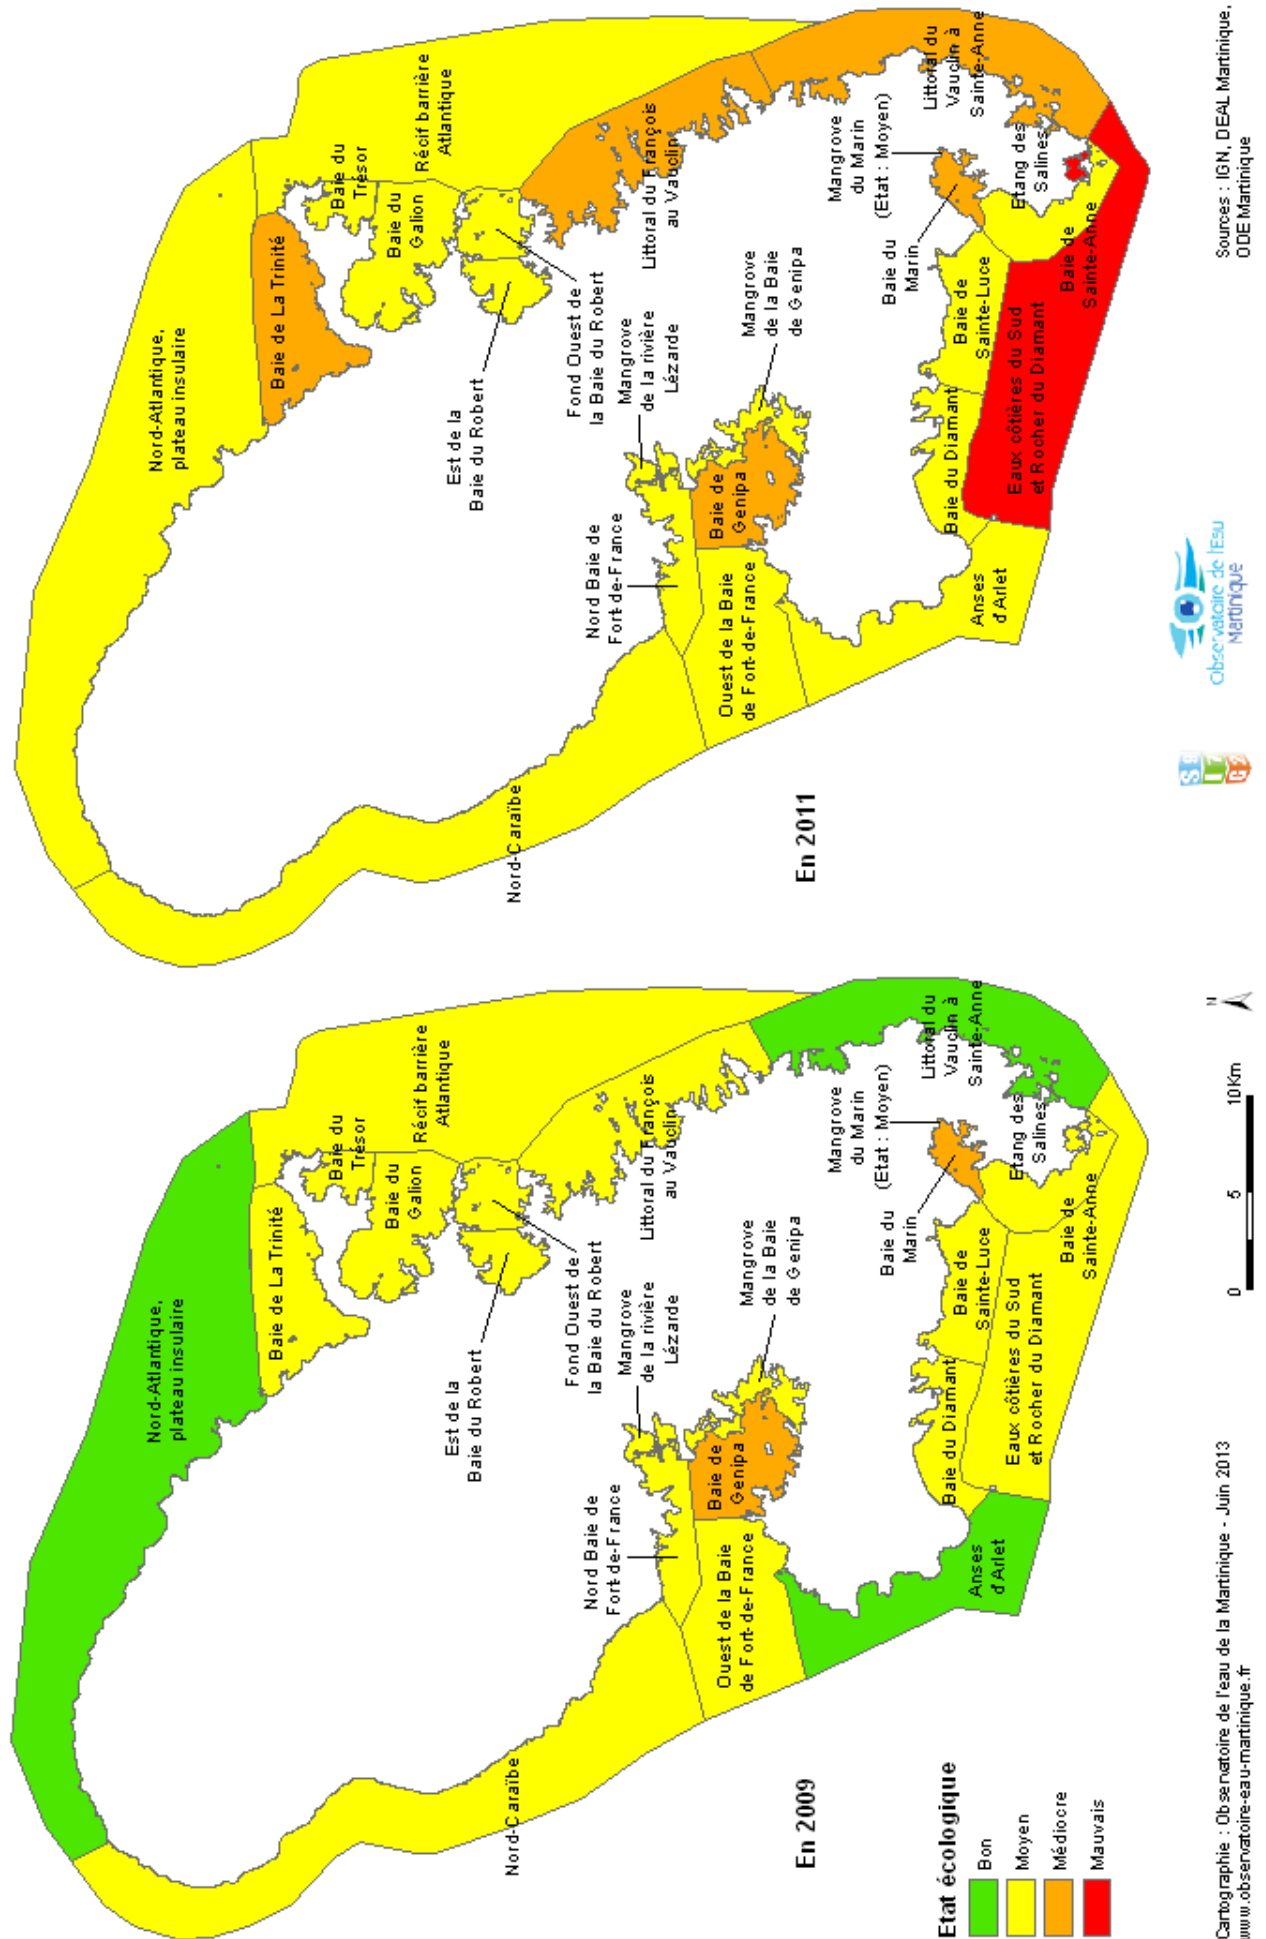 Nord-Atlantique,
plateau insulaire
Baie de La Trinité
Baie du
Trésor
Baie du
Galion
Récif barrière
Atlantique
Est de la
Baie du Robert
Fond Ouest de
la Baie du Robert
Littoral du François
au Vauclin
Mangrove
de la rivière
Lézarde
Nord Baie de
Fort-de-France
Mangrove
de la Baie
de Genipa
Baie de
Genipa
Ouest de la Baie
de Fort-de-France
Nord-Caraïbe
Mangrove
du Marin
(Etat : Moyen)
Littoral du
Vauclin à
Sainte-Anne
Baie du
Marin
Etang des
Salines
Baie de
Sainte-Luce
Baie du Diamant
Baie de
Sainte-Anne
Eaux côtières du Sud
et Rocher du Diamant
Anses
d'Arlet
En 2009
Etat écologique
Bon
Moyen
Médiocre
Mauvais
0 5 10Km
N
Cartographie : Observatoire de l'eau de la Martinique - Juin 2013
www.observatoire-eau-martinique.fr
Nord-Atlantique,
plateau insulaire
Baie de La Trinité
Baie du
Trésor
Baie du
Galion
Récif barrière
Atlantique
Est de la
Baie du Robert
Fond Ouest de
la Baie du Robert
Littoral du François
au Vauclin
Mangrove
de la rivière
Lézarde
Nord Baie de
Fort-de-France
Mangrove
de la Baie
de Genipa
Baie de
Genipa
Ouest de la Baie
de Fort-de-France
Nord-Caraïbe
Mangrove
du Marin
(Etat : Moyen)
Littoral du
Vauclin à
Sainte-Anne
Baie du
Marin
Etang des
Salines
Baie de
Sainte-Luce
Baie du Diamant
Baie de
Sainte-Anne
Eaux côtières du Sud
et Rocher du Diamant
Anses
d'Arlet
En 2011
Observatoire de l'Eau
Martinique
Sources : IGN, DEAL Martinique,
ODE Martinique